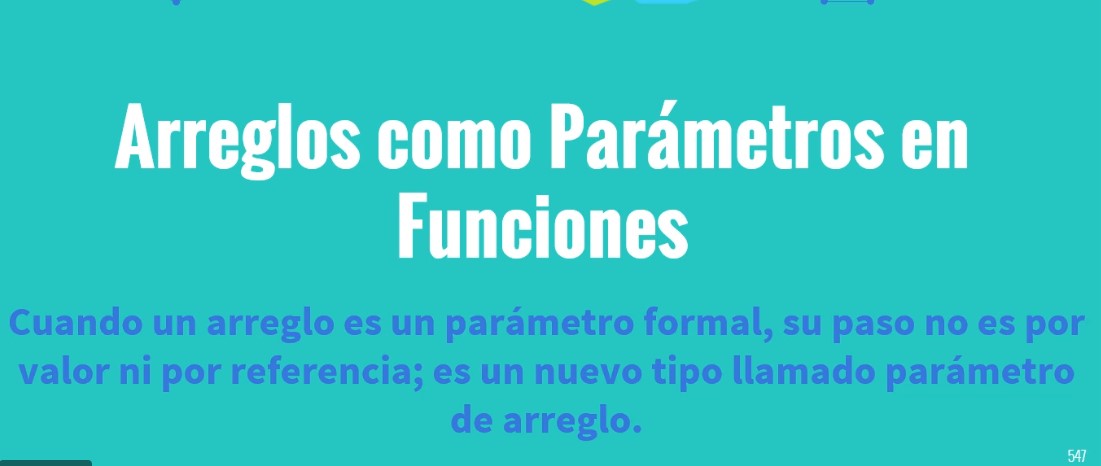 Arreglos como Parámetros en
Funciones
Cuando un arreglo es un parámetro formal, su paso no es por
valor ni por referencia; es un nuevo tipo llamado parámetro
de arreglo.
547